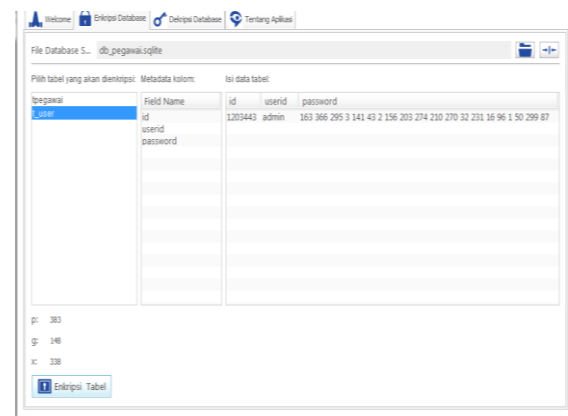 Welcome Enkripsi Database Dekripsi Database Tentang Aplikasi
File Database S... db_pegawai.sqlite
Pilih tabel yang akan dienkripsi: Metadata kolom: Isi data tabel:
tpegawai Field Name id userid password
t_user id 1203443 admin 163 366 295 3 141 43 2 156 203 274 210 270 32 231 16 96 1 50 299 87
userid
password
p: 383
g: 148
x: 338
Enkripsi Tabel